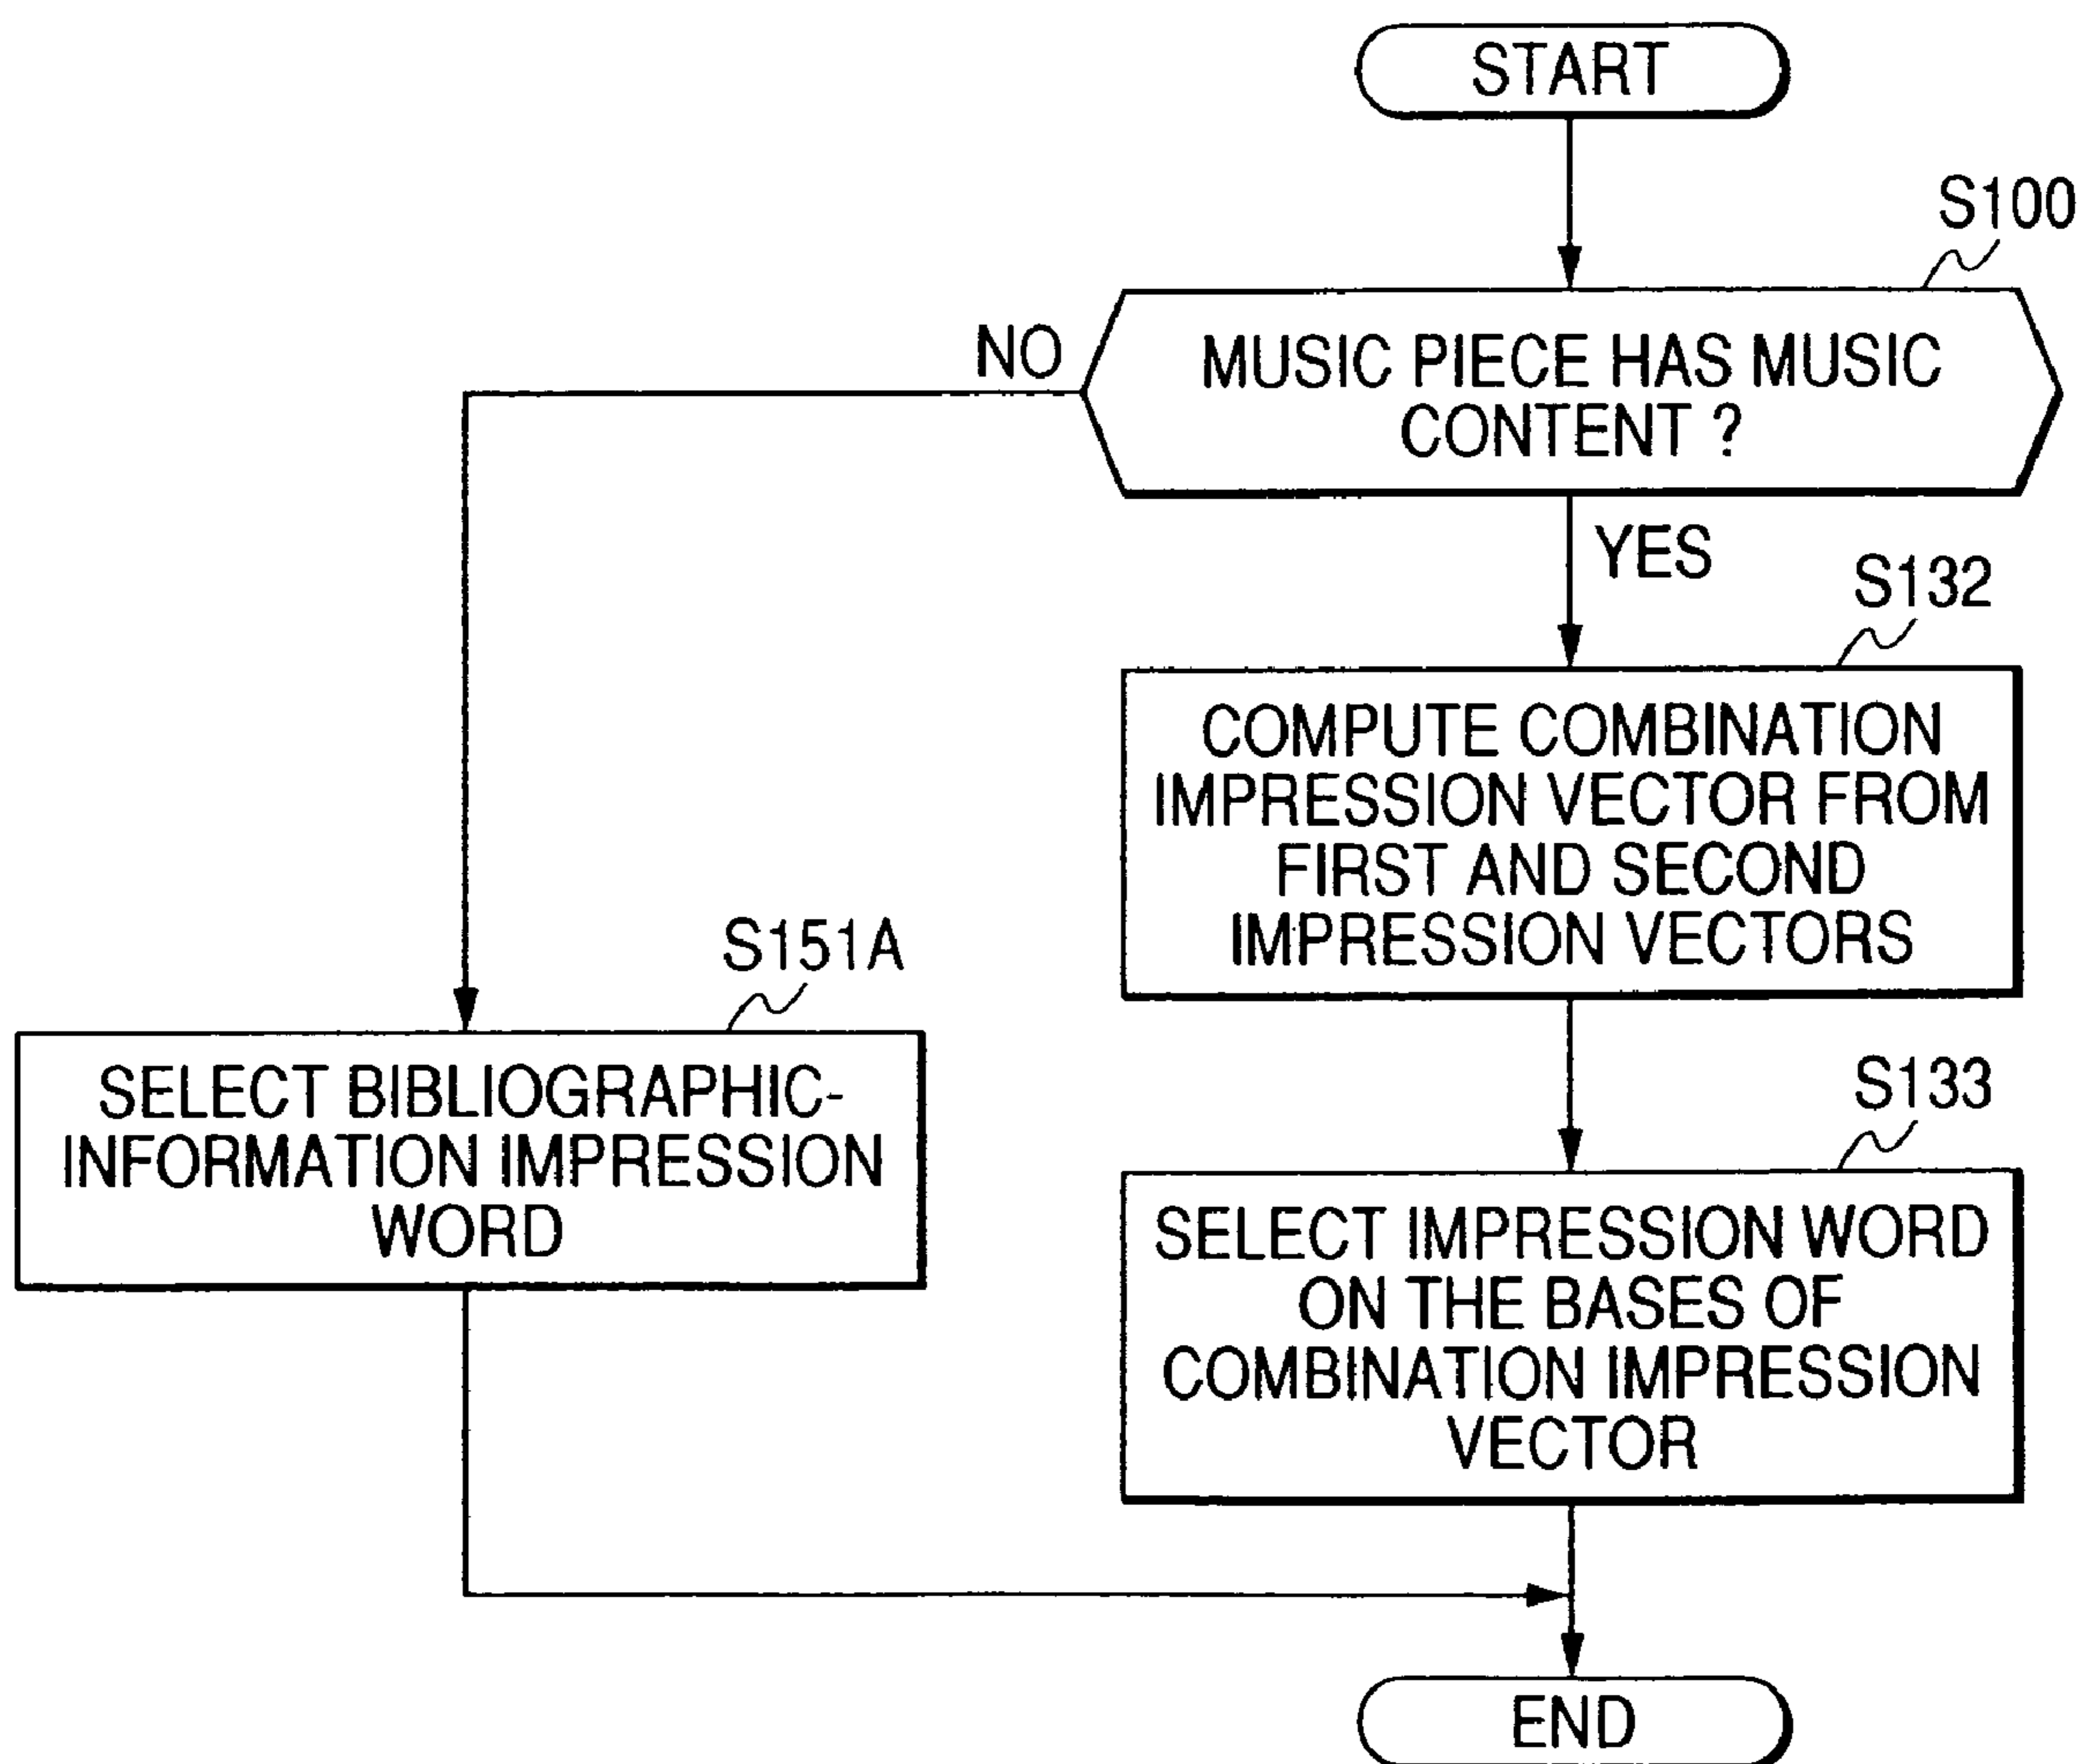 START
S100
NO
MUSIC PIECE HAS MUSIC
CONTENT ?
YES
S132
COMPUTE COMBINATION
IMPRESSION VECTOR FROM
FIRST AND SECOND
IMPRESSION VECTORS
S151A
SELECT BIBLIOGRAPHIC-
INFORMATION IMPRESSION
WORD
S133
SELECT IMPRESSION WORD
ON THE BASES OF
COMBINATION IMPRESSION
VECTOR
END